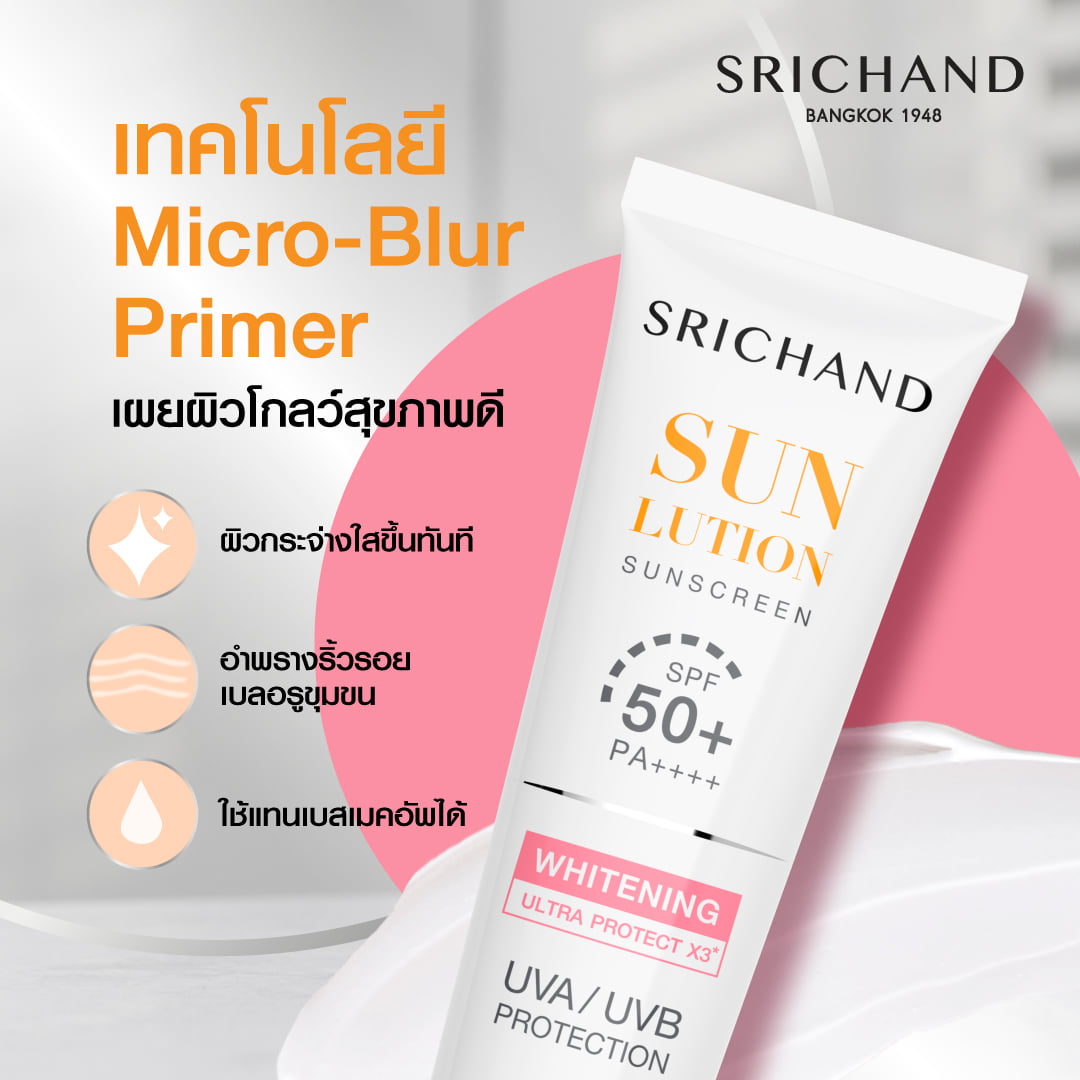 SRICHAND
BANGKOK 1948
เทคโนโลยี
Micro-Blur
Primer
เผยผิวโกลว์สุขภาพดี
ผิวกระจ่างใสขึ้นทันที
อำพรางริ้วรอย
เบลอรูขุมขน
ใช้แทนเบสเมคอัพได้
SRICHAND
SUN
LUTION
SUNSCREEN
SPF
50+
PA++++
WHITENING
ULTRA PROTECT X3*
UVA/UVB
PROTECTION